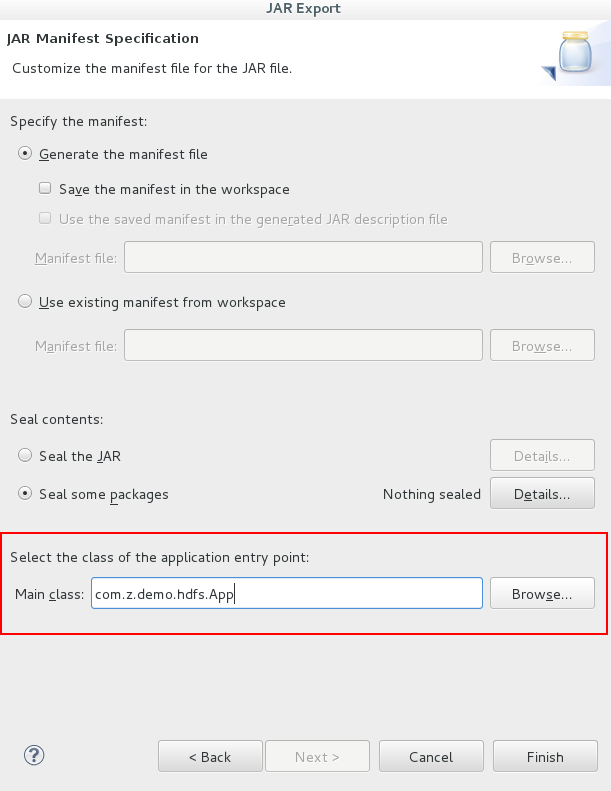 JAR Export
JAR Manifest Specification
Customize the manifest file for the JAR file.
Specify the manifest:
Generate the manifest file
Save the manifest in the workspace
Use the saved manifest in the generated JAR description file
Manifest file:
Browse...
Use existing manifest from workspace
Manifest file:
Browse...
Seal contents:
Seal the JAR
Details...
Seal some packages
Nothing sealed
Details...
Select the class of the application entry point:
Main class:
com.z.demo.hdfs.App
Browse...
?
< Back
Next >
Cancel
Finish